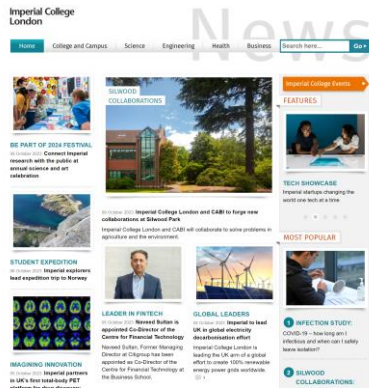 Imperial College
London
News
Home College and Campus Science Engineering Health Business Search here... Go
BE PART OF 2024 FESTIVAL
Connect Imperial
research with the public at
annual science and art
celebration
STUDENT EXPEDITION
Imperial explorers
lead expedition trip to Norway
IMAGINING INNOVATION
Imperial partners
in UK's first total-body PET
SILWOOD
COLLABORATIONS
Imperial College London and CABI to forge new
collaborations at Silwood Park
Imperial College London and CABI will collaborate to solve problems in
agriculture and the environment.
LEADER IN FINTECH
Naveed Sultan is
appointed Co-Director of the
Centre for Financial Technology
Naveed Sultan, Former Managing
Director at Citigroup has been
appointed as Co-Director of the
Centre for Financial Technology at
the Business School.
GLOBAL LEADERS
Imperial to lead
UK in global electricity
decarbonisation effort
Imperial College London is
leading the UK arm of a global
effort to create 100% renewable
energy power grids worldwide.
Imperial College Events
FEATURES
TECH SHOWCASE
Imperial startups changing the
world one tech at a time
MOST POPULAR
1 INFECTION STUDY:
COVID-19 – how long am I
infectious and when can I safely
leave isolation?
2 SILWOOD
COLLABORATIONS: